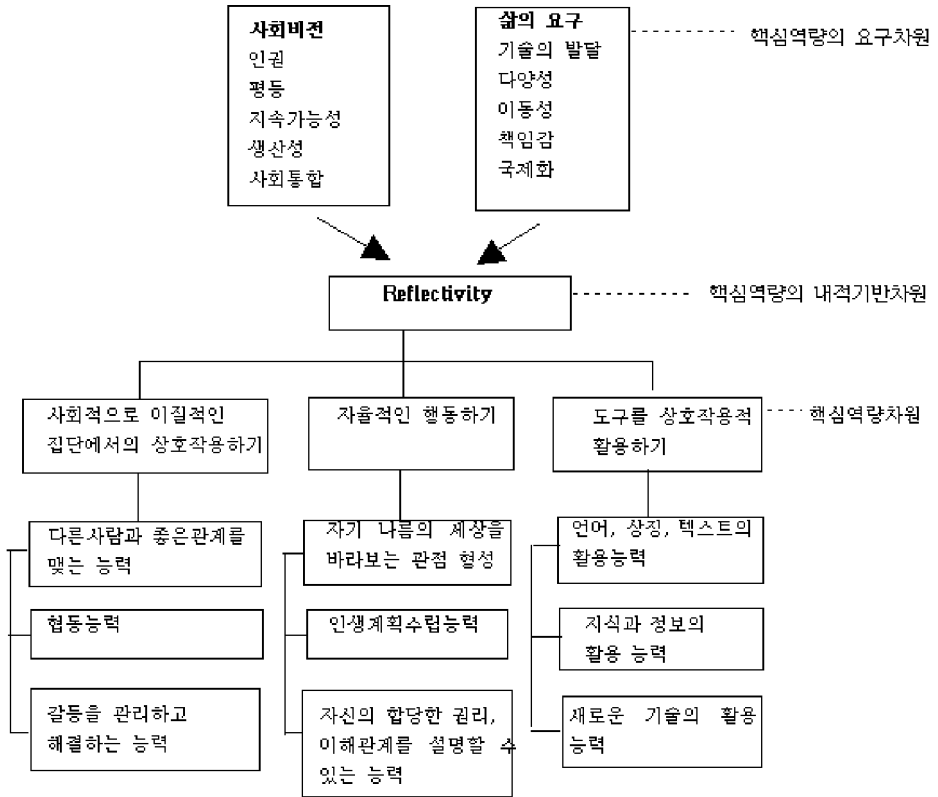 사회비전
인권
평등
지속가능성
생산성
사회통합
삶의 요구
기술의 발달
다양성
이동성
책임감
국제화
핵심역량의 요구차원
Reflectivity
핵심역량의 내적기반차원
사회적으로 이질적인
집단에서의 상호작용하기
자율적인 행동하기
도구를 상호작용적
활용하기
핵심역량차원
다른사람과 좋은관계를
맺는 능력
협동능력
갈등을 관리하고
해결하는 능력
자기 나름의 세상을
바라보는 관점 형성
인생계획수립능력
자신의 합당한 권리,
이해관계를 설명할 수
있는 능력
언어, 상징, 텍스트의
활용능력
지식과 정보의
활용 능력
새로운 기술의 활용
능력